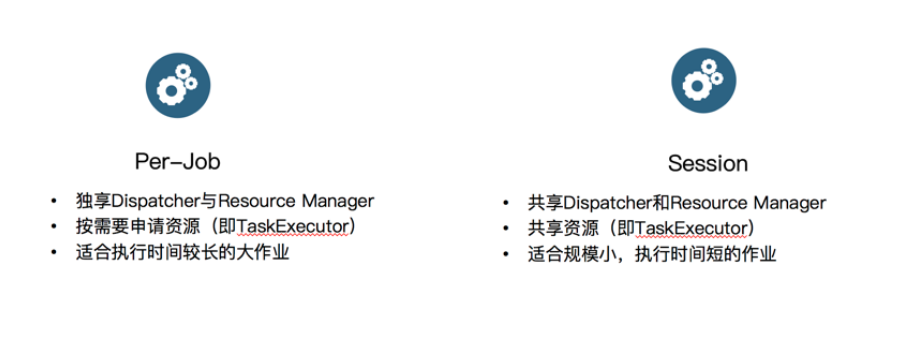 Per-Job
• 独享Dispatcher与Resource Manager
• 按需要申请资源（即TaskExecutor）
• 适合执行时间较长的大作业
Session
• 共享Dispatcher和Resource Manager
• 共享资源（即TaskExecutor）
• 适合规模小，执行时间短的作业